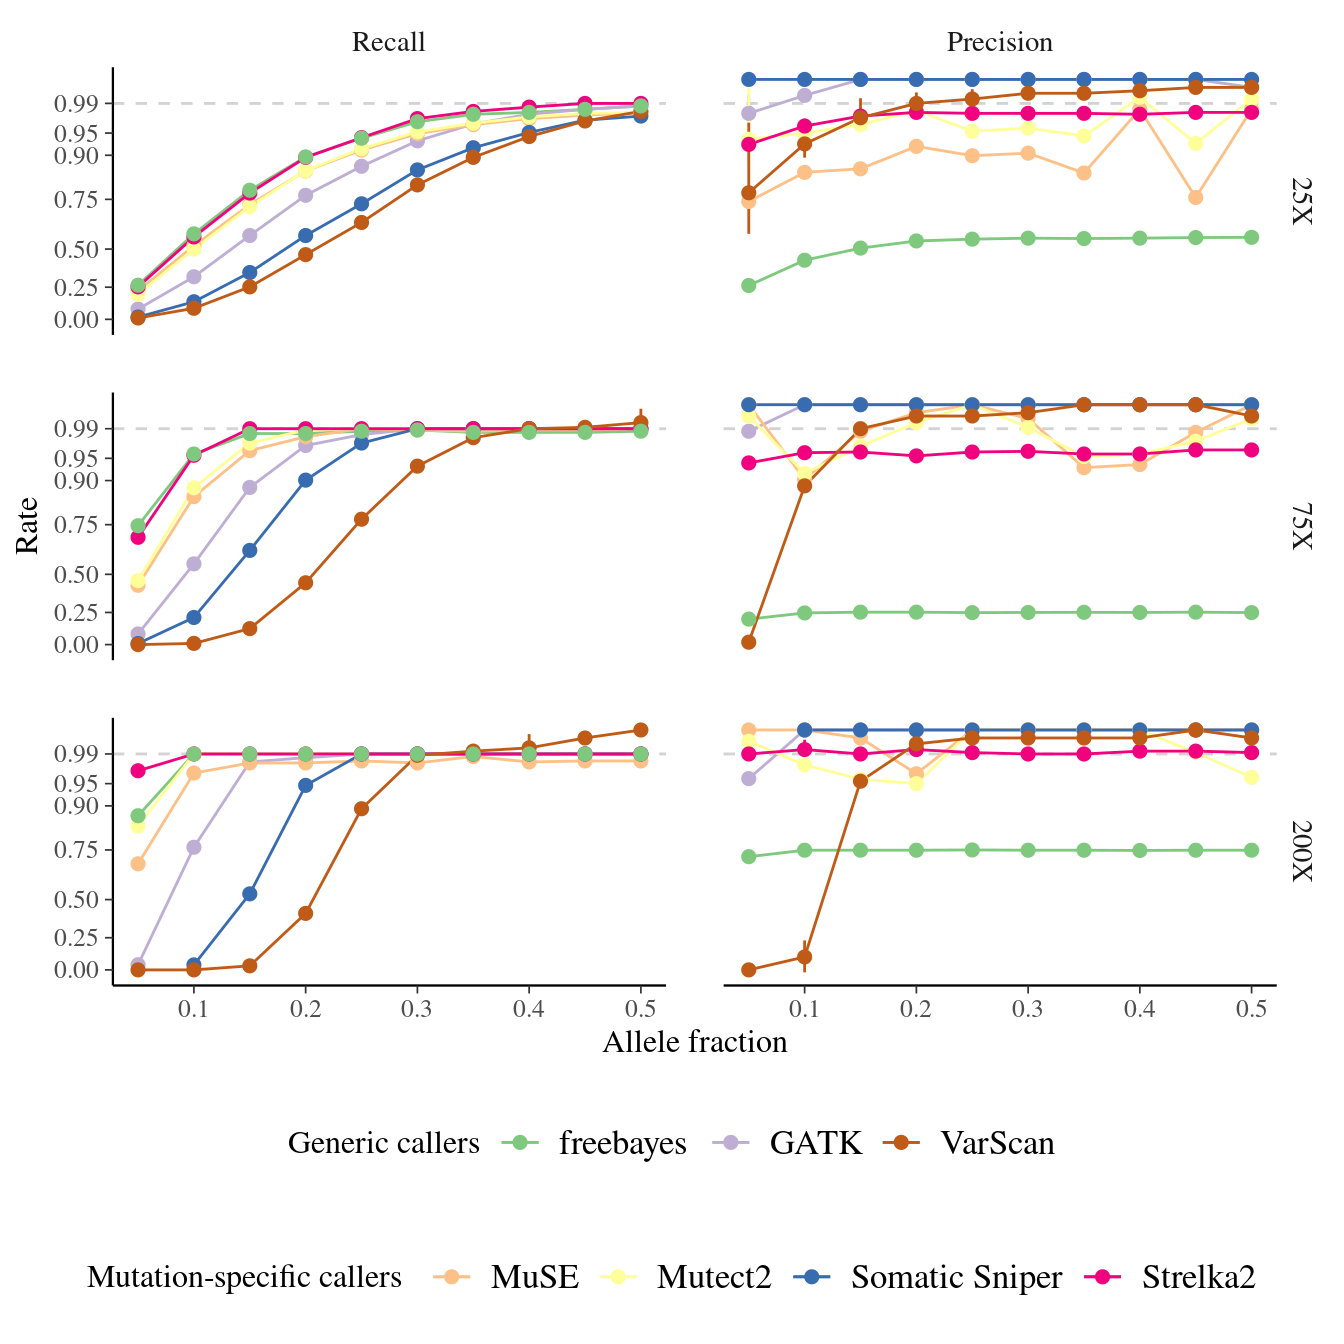 Recall
Precision
0.99
0.95
0.90
0.75
0.50
0.25
0.00
25X
0.99
0.95
0.90
0.75
0.50
0.25
0.00
75X
Rate
0.99
0.95
0.90
0.75
0.50
0.25
0.00
200X
0.1 0.2 0.3 0.4 0.5
0.1 0.2 0.3 0.4 0.5
Allele fraction
Generic callers freebayes GATK VarScan
Mutation-specific callers MuSE Mutect2 Somatic Sniper Strelka2